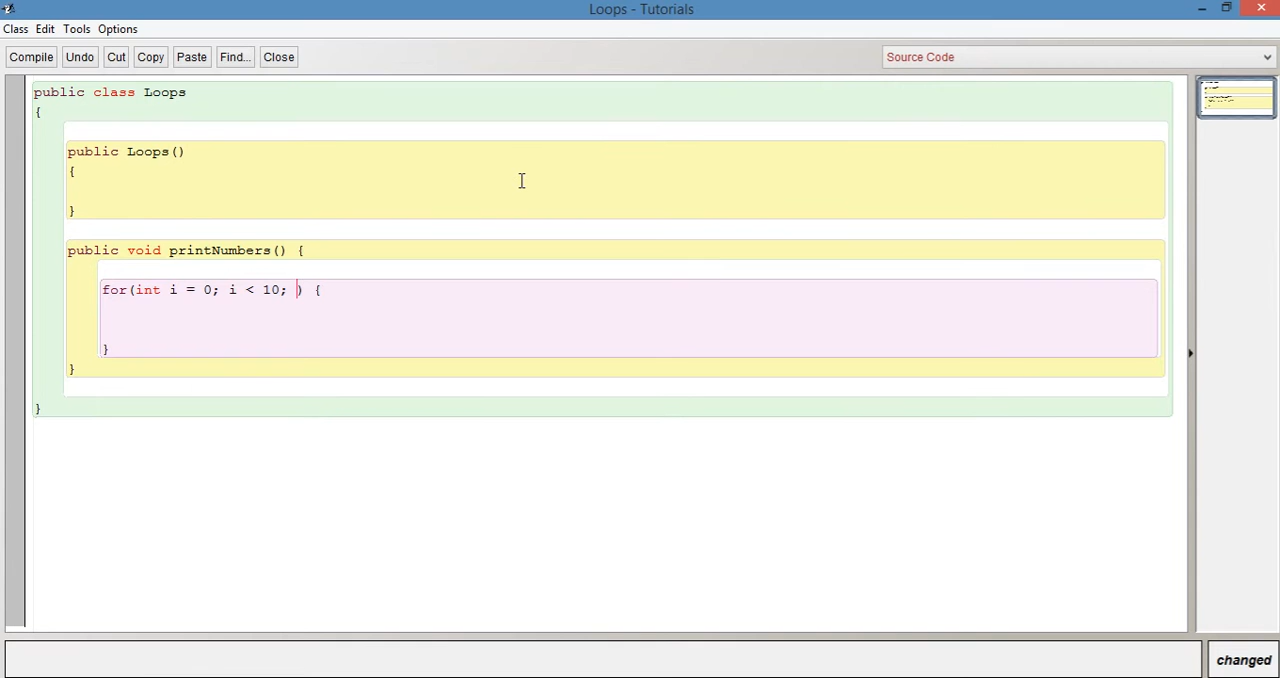 Loops - Tutorials
Class Edit Tools Options
Compile Undo Cut Copy Paste Find... Close Source Code
public class Loops
{
public Loops()
{
}
public void printNumbers() {
for(int i = 0; i < 10; ) {
}
}
}
changed